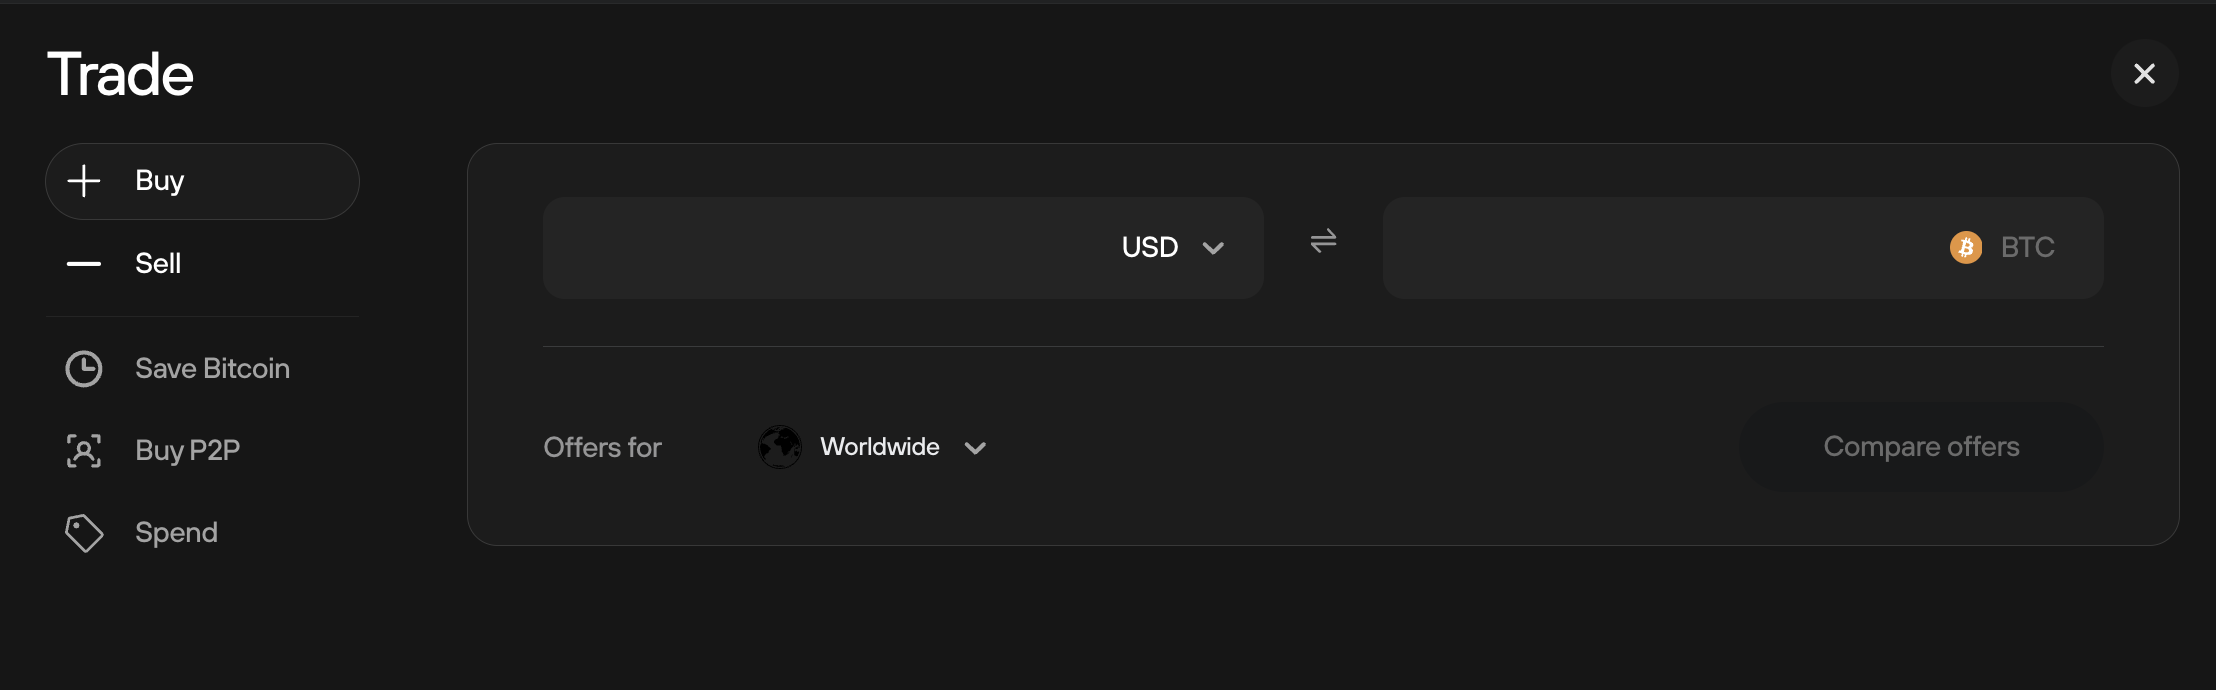 Trade
Buy
Sell
Save Bitcoin
Buy P2P
Spend
USD
BTC
Offers for
Worldwide
Compare offers